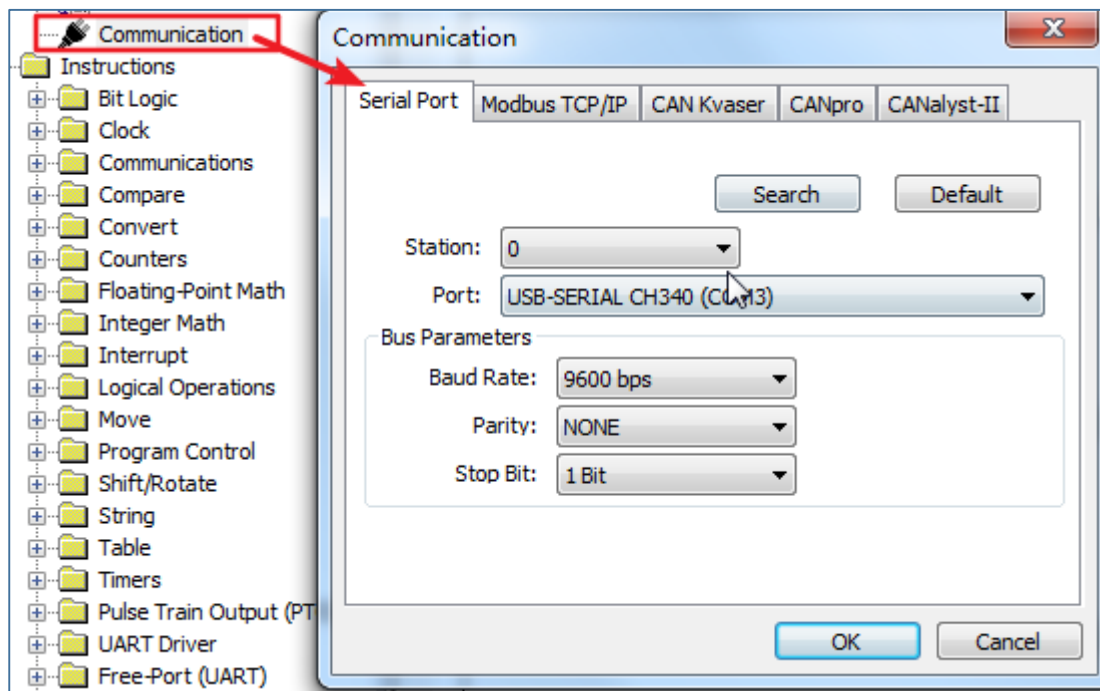 Communication
Instructions
Bit Logic
Clock
Communications
Compare
Convert
Counters
Floating-Point Math
Integer Math
Interrupt
Logical Operations
Move
Program Control
Shift/Rotate
String
Table
Timers
Pulse Train Output (PT
UART Driver
Free-Port (UART)
Communication
Serial Port Modbus TCP/IP CAN Kvaser CANpro CANalyst-II
Search Default
Station: 0
Port: USB-SERIAL CH340 (COM3)
Bus Parameters
Baud Rate: 9600 bps
Parity: NONE
Stop Bit: 1 Bit
OK Cancel